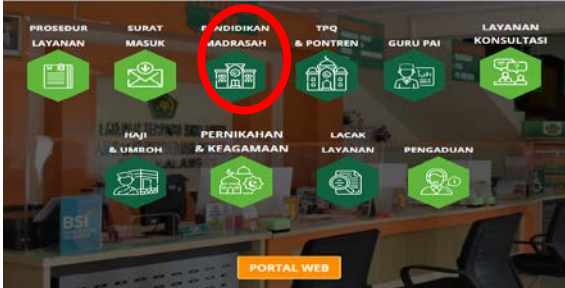 PROSEDUR
LAYANAN
SURAT
MASUK
PENDIDIKAN
MADRASAH
TPQ
& PONTREN
GURU PAI
LAYANAN
KONSULTASI
HAJI
& UMROH
PERNIKAHAN
& KEAGAMAAN
LACAK
LAYANAN
PENGADUAN
BSI
PORTAL WEB